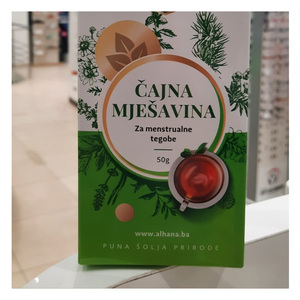 ČAJNA
MJEŠAVINA
Za menstrualne
tegobe
50g
www.alhana.ba
PUNA ŠOLJA PRIRODE